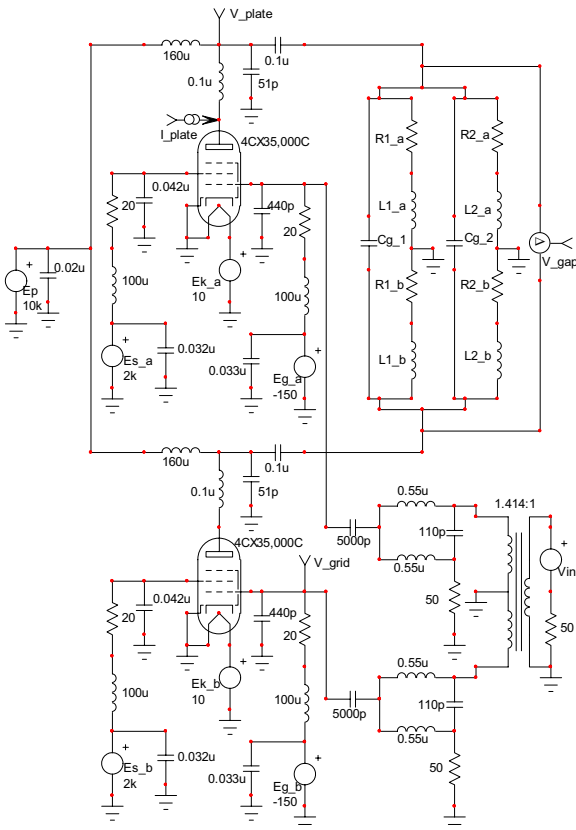 V_plate
160u
0.1u
0.1u
51p
I_plate
4CX35,000C
R1_a
R2_a
0.042u
20
440p
20
L1_a
L2_a
Cg_1
Cg_2
V_gap
Ep
10k
0.02u
100u
Ek_a
10
100u
R1_b
R2_b
Es_a
2k
0.032u
0.033u
Eg_a
-150
L1_b
L2_b
160u
0.1u
0.1u
51p
4CX35,000C
V_grid
0.55u
1.414:1
5000p
110p
0.55u
Vin
0.042u
20
440p
20
50
50
100u
Ek_b
10
100u
5000p
0.55u
110p
0.55u
Es_b
2k
0.032u
0.033u
Eg_b
-150
50